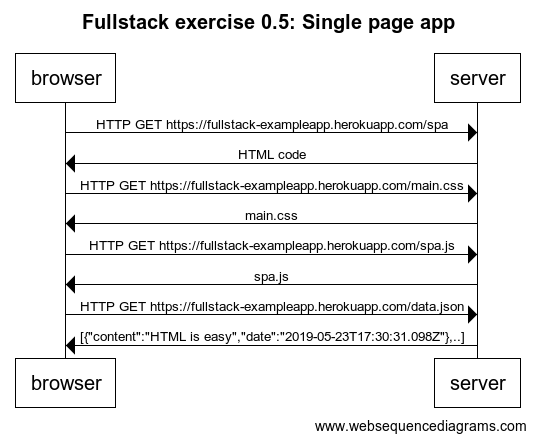 Fullstack exercise 0.5: Single page app
browser server
HTTP GET https://fullstack-exampleapp.herokuapp.com/spa
HTML code
HTTP GET https://fullstack-exampleapp.herokuapp.com/main.css
main.css
HTTP GET https://fullstack-exampleapp.herokuapp.com/spa.js
spa.js
HTTP GET https://fullstack-exampleapp.herokuapp.com/data.json
[{"content":"HTML is easy","date":"2019-05-23T17:30:31.098Z"},..]
browser server
www.websequencediagrams.com